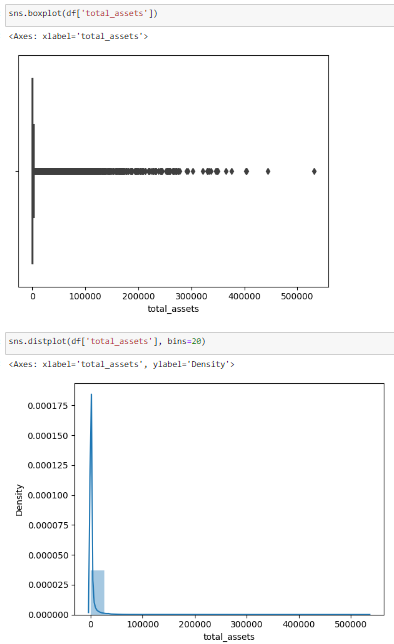 sns.boxplot(df['total_assets'])
<Axes: xlabel='total_assets'>
0 100000 200000 300000 400000 500000
total_assets
sns.distplot(df['total_assets'], bins=20)
<Axes: xlabel='total_assets', ylabel='Density'>
0.000175
0.000150
0.000125
0.000100
0.000075
0.000050
0.000025
0.000000
Density
0 100000 200000 300000 400000 500000
total_assets